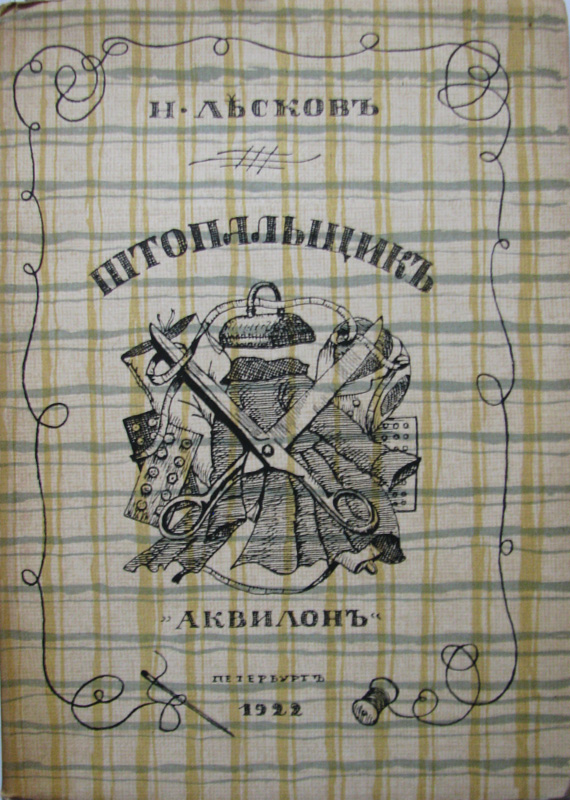 Н · ЛѢСКОВЪ
ШТОПАЛЬЩИКЪ
„АКВИЛОНЪ“
ПЕТЕРБУРГЪ
1922